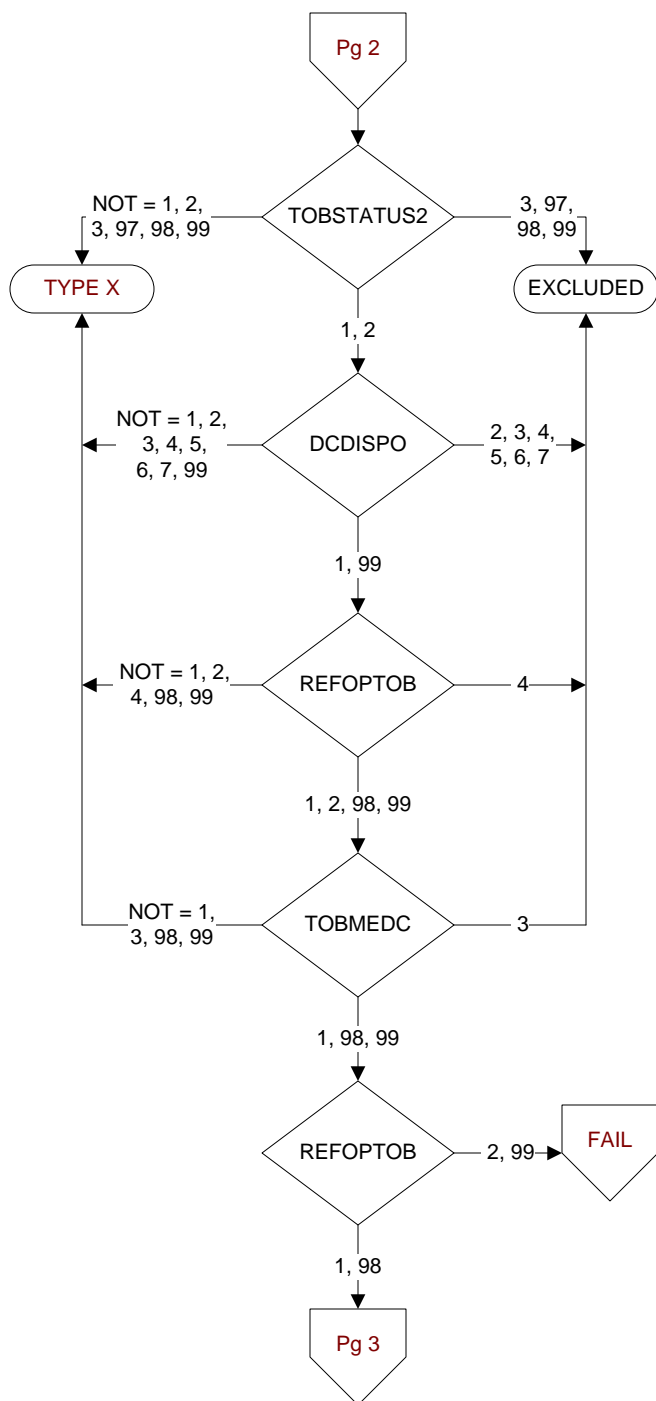 Pg 2
TOBSTATUS2
NOT = 1, 2,
3, 97, 98, 99
3, 97,
98, 99
TYPE X
EXCLUDED
1, 2
NOT = 1, 2,
3, 4, 5,
6, 7, 99
DCDISPO
2, 3, 4,
5, 6, 7
1, 99
NOT = 1, 2,
4, 98, 99
REFOPTOB
4
1, 2, 98, 99
NOT = 1,
3, 98, 99
TOBMEDC
3
1, 98, 99
REFOPTOB
2, 99
FAIL
1, 98
Pg 3